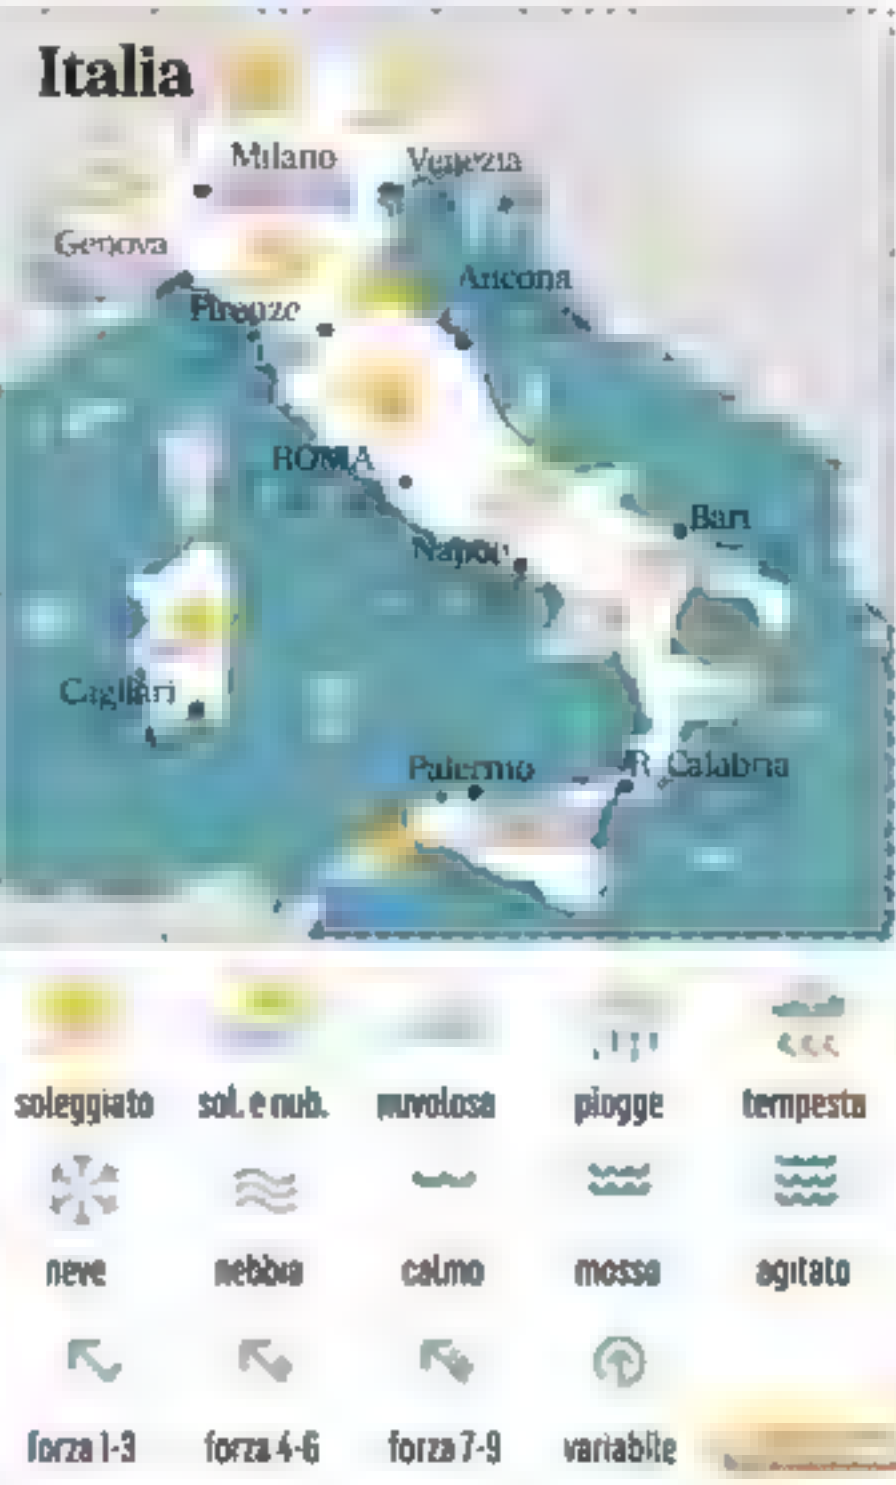 Italia
Milano
Venezia
Genova
Ancona
Firenze
ROMA
Bari
Napoli
Cagliari
Palermo
R. Calabria
soleggiato sol. e nub. nuvoloso piogge tempesta
neve nebbia calmo mosso agitato
forza 1-3 forza 4-6 forza 7-9 variabile